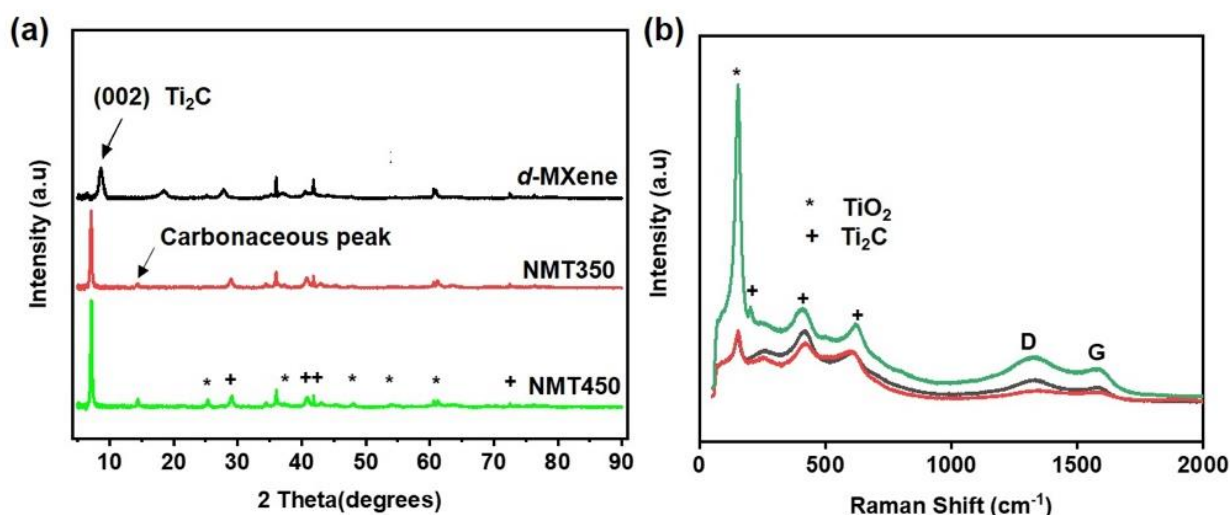 (a)
(002) Ti₂C
d-MXene
Carbonaceous peak
NMT350
* + * ++ * * * +
NMT450
10 20 30 40 50 60 70 80 90
2 Theta(degrees)
Intensity (a.u)
(b)
*
* TiO₂
+ Ti₂C
+ + +
D G
0 500 1000 1500 2000
Raman Shift (cm⁻¹)
Intensity (a.u)